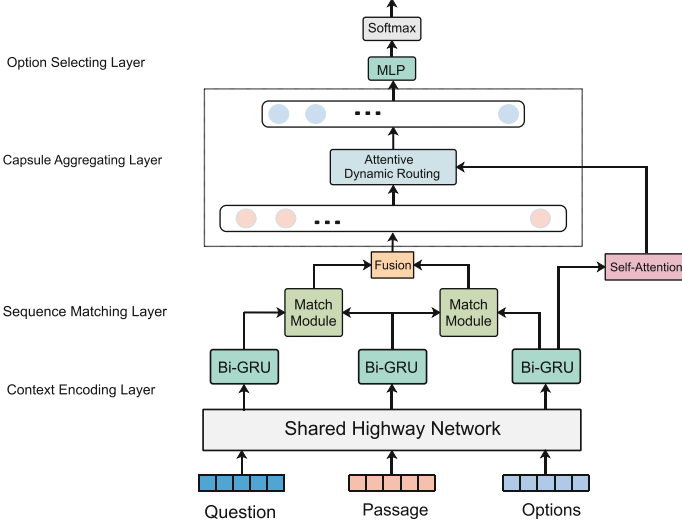 Softmax
Option Selecting Layer
MLP
Capsule Aggregating Layer
Attentive
Dynamic Routing
Fusion
Self-Attention
Sequence Matching Layer
Match
Module
Match
Module
Bi-GRU
Bi-GRU
Bi-GRU
Context Encoding Layer
Shared Highway Network
Question
Passage
Options